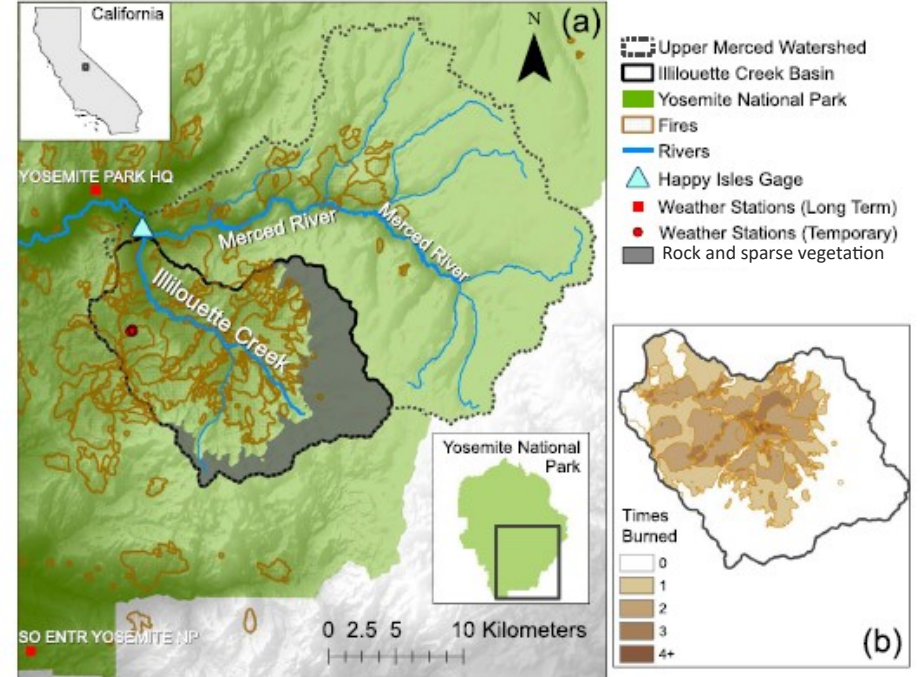 California
(a)
N
YOSEMITE PARK HQ
Merced River
Merced River
Illilouette Creek
Yosemite National
Park
SO ENTR YOSEMITE NP
0 2.5 5 10 Kilometers
Upper Merced Watershed
Illilouette Creek Basin
Yosemite National Park
Fires
Rivers
Happy Isles Gage
Weather Stations (Long Term)
Weather Stations (Temporary)
Rock and sparse vegetation
Times
Burned
0
1
2
3
4+
(b)